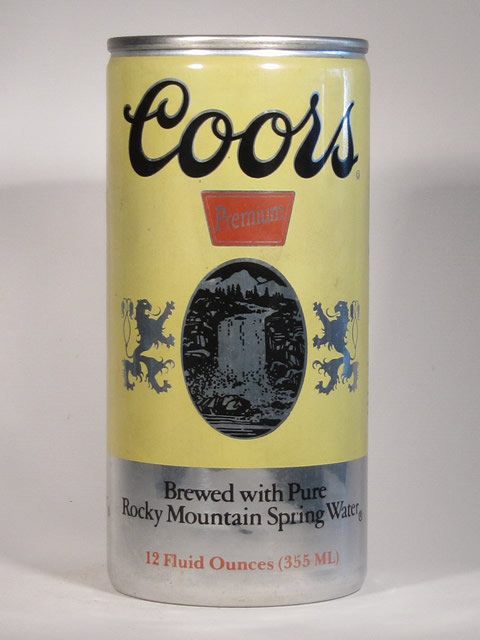 Coors
Premium
Brewed with Pure
Rocky Mountain Spring Water®
12 Fluid Ounces (355 ML)